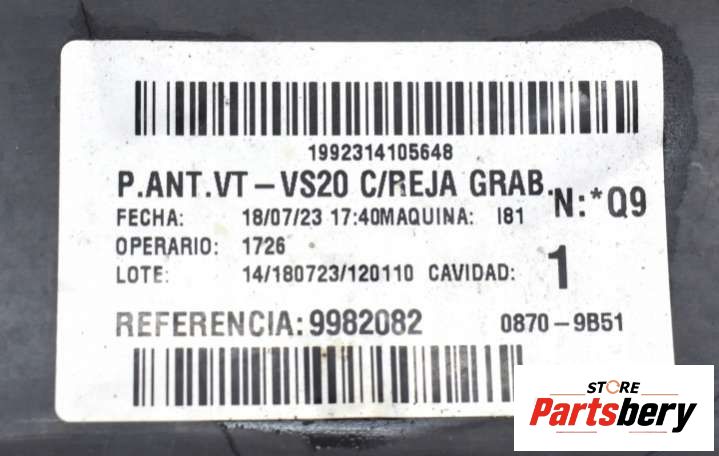 1992314105648
P.ANT.VT-VS20 C/REJA GRAB. N:*Q9
FECHA: 18/07/23 17:40MAQUINA: I81
OPERARIO: 1726
LOTE: 14/180723/120110 CAVIDAD: 1
REFERENCIA:9982082 0870-9B51
STORE
Partsbery